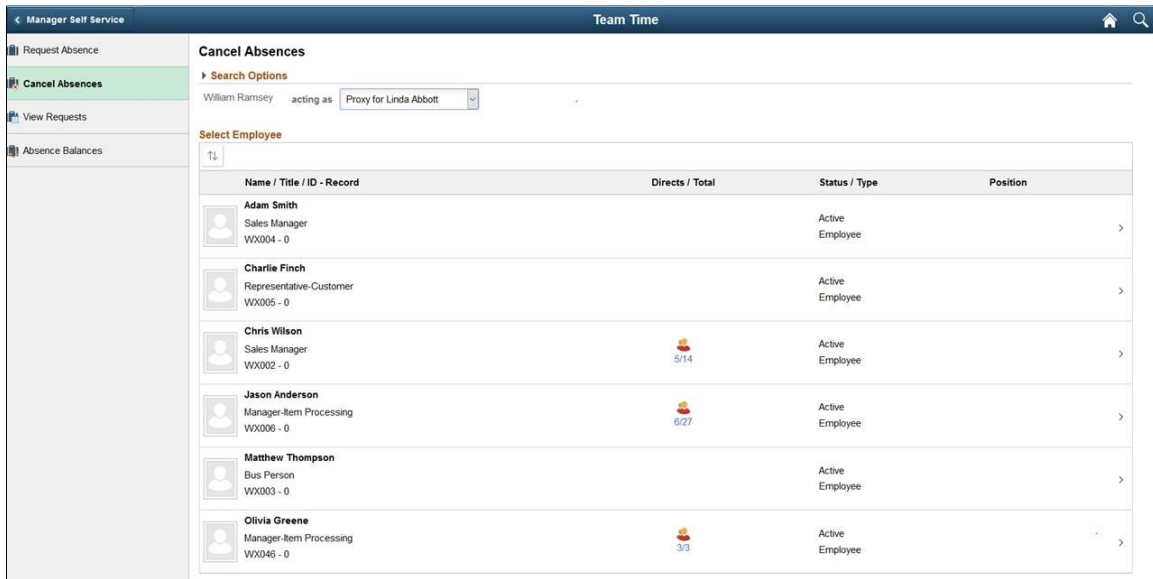 Manager Self Service
Team Time
Request Absence
Cancel Absences
View Requests
Absence Balances
Cancel Absences
Search Options
William Ramsey acting as Proxy for Linda Abbott
Select Employee
Name / Title / ID - Record Directs / Total Status / Type Position
Adam Smith
Sales Manager
WX004 - 0
Active
Employee
Charlie Finch
Representative-Customer
WX005 - 0
Active
Employee
Chris Wilson
Sales Manager
WX002 - 0
5/14
Active
Employee
Jason Anderson
Manager-Item Processing
WX006 - 0
6/27
Active
Employee
Matthew Thompson
Bus Person
WX003 - 0
Active
Employee
Olivia Greene
Manager-Item Processing
WX046 - 0
3/3
Active
Employee